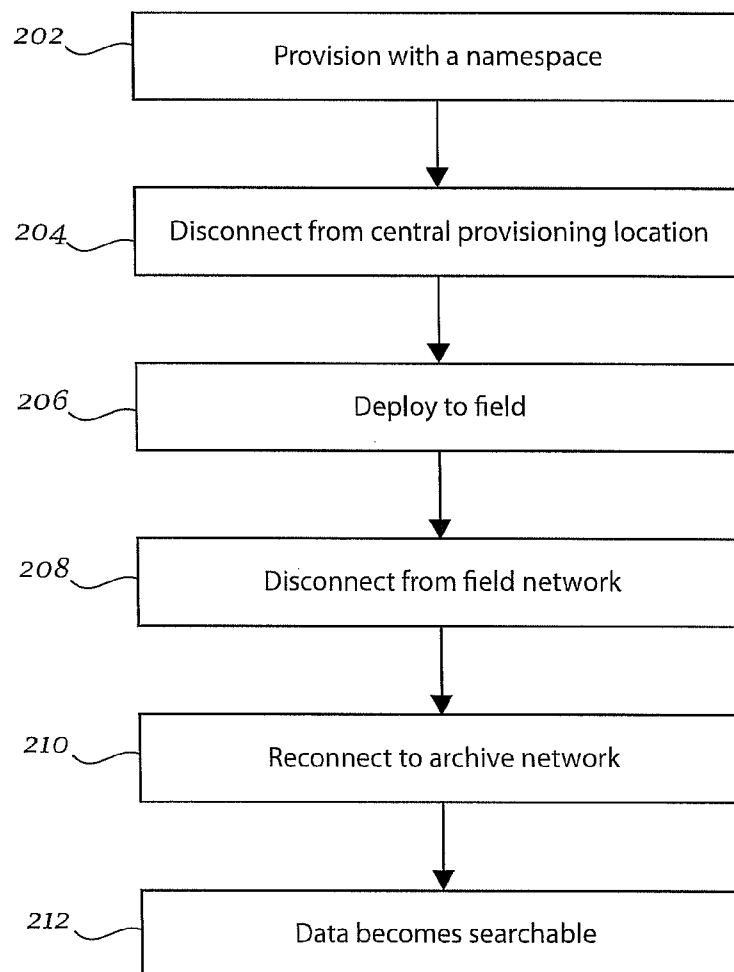 202
Provision with a namespace
204
Disconnect from central provisioning location
206
Deploy to field
208
Disconnect from field network
210
Reconnect to archive network
212
Data becomes searchable